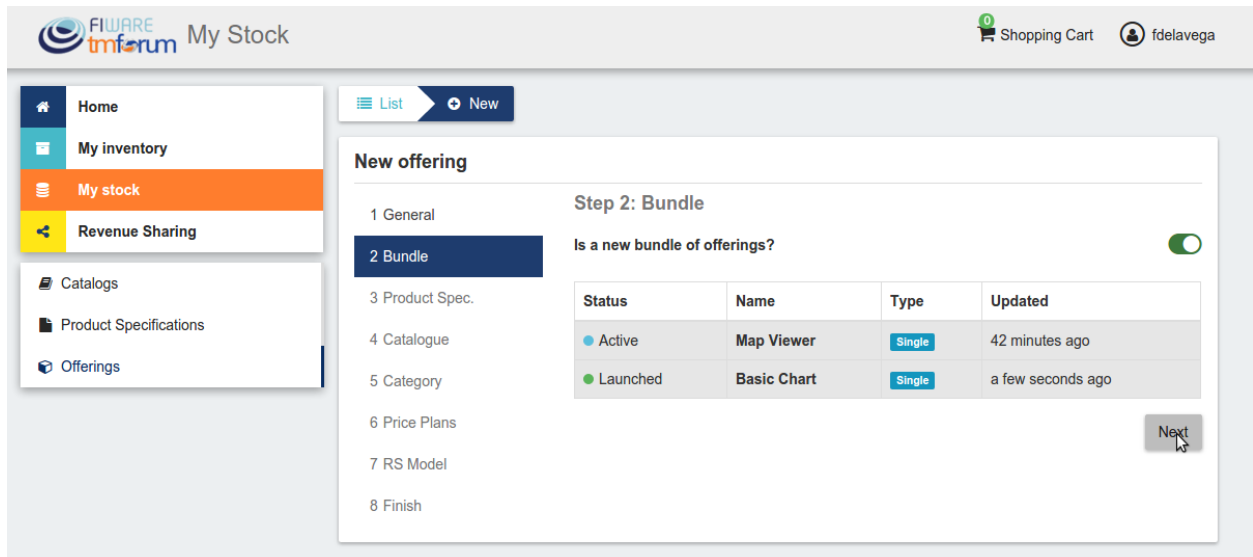 FIWARE
tmforum
My Stock
0
Shopping Cart
fdelavega
Home
My inventory
My stock
Revenue Sharing
Catalogs
Product Specifications
Offerings
List
New
New offering
1 General
2 Bundle
3 Product Spec.
4 Catalogue
5 Category
6 Price Plans
7 RS Model
8 Finish
Step 2: Bundle
Is a new bundle of offerings?
Status Name Type Updated
Active Map Viewer Single 42 minutes ago
Launched Basic Chart Single a few seconds ago
Next